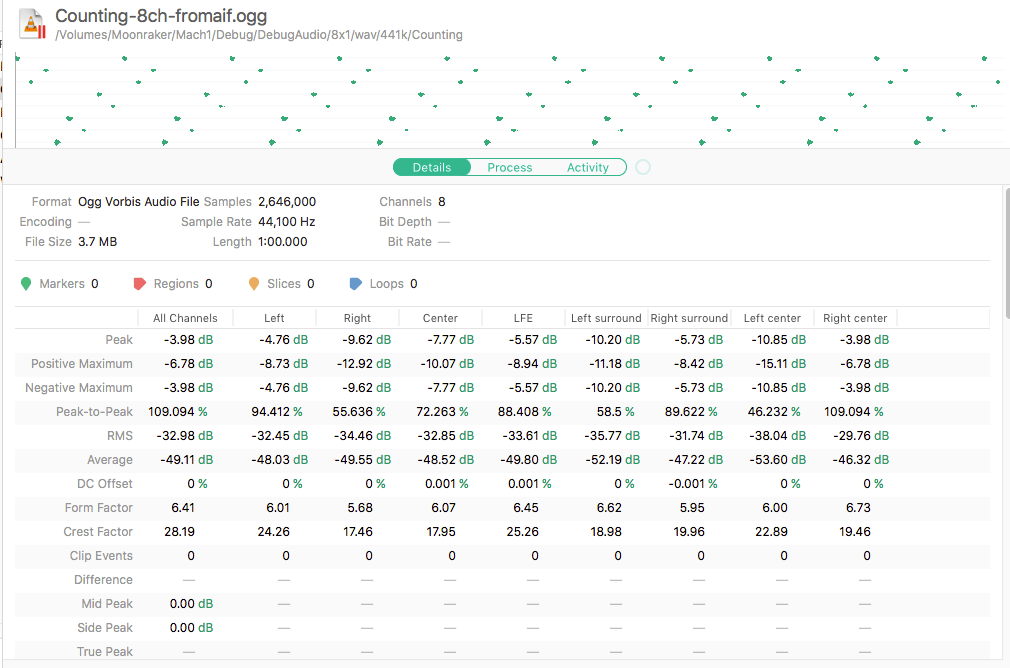 Counting-8ch-fromaif.ogg
/Volumes/Moonraker/Mach1/Debug/DebugAudio/8x1/wav/441k/Counting
Details Process Activity
Format Ogg Vorbis Audio File Samples 2,646,000 Channels 8
Encoding — Sample Rate 44,100 Hz Bit Depth —
File Size 3.7 MB Length 1:00.000 Bit Rate —
Markers 0 Regions 0 Slices 0 Loops 0
All Channels Left Right Center LFE Left surround Right surround Left center Right center
Peak -3.98 dB -4.76 dB -9.62 dB -7.77 dB -5.57 dB -10.20 dB -5.73 dB -10.85 dB -3.98 dB
Positive Maximum -6.78 dB -8.73 dB -12.92 dB -10.07 dB -8.94 dB -11.18 dB -8.42 dB -15.11 dB -6.78 dB
Negative Maximum -3.98 dB -4.76 dB -9.62 dB -7.77 dB -5.57 dB -10.20 dB -5.73 dB -10.85 dB -3.98 dB
Peak-to-Peak 109.094 % 94.412 % 55.636 % 72.263 % 88.408 % 58.5 % 89.622 % 46.232 % 109.094 %
RMS -32.98 dB -32.45 dB -34.46 dB -32.85 dB -33.61 dB -35.77 dB -31.74 dB -38.04 dB -29.76 dB
Average -49.11 dB -48.03 dB -49.55 dB -48.52 dB -49.80 dB -52.19 dB -47.22 dB -53.60 dB -46.32 dB
DC Offset 0 % 0 % 0 % 0.001 % 0.001 % 0 % -0.001 % 0 % 0 %
Form Factor 6.41 6.01 5.68 6.07 6.45 6.62 5.95 6.00 6.73
Crest Factor 28.19 24.26 17.46 17.95 25.26 18.98 19.96 22.89 19.46
Clip Events 0 0 0 0 0 0 0 0 0
Difference — — — — — — — — —
Mid Peak 0.00 dB — — — — — — — —
Side Peak 0.00 dB — — — — — — — —
True Peak — — — — — — — — —